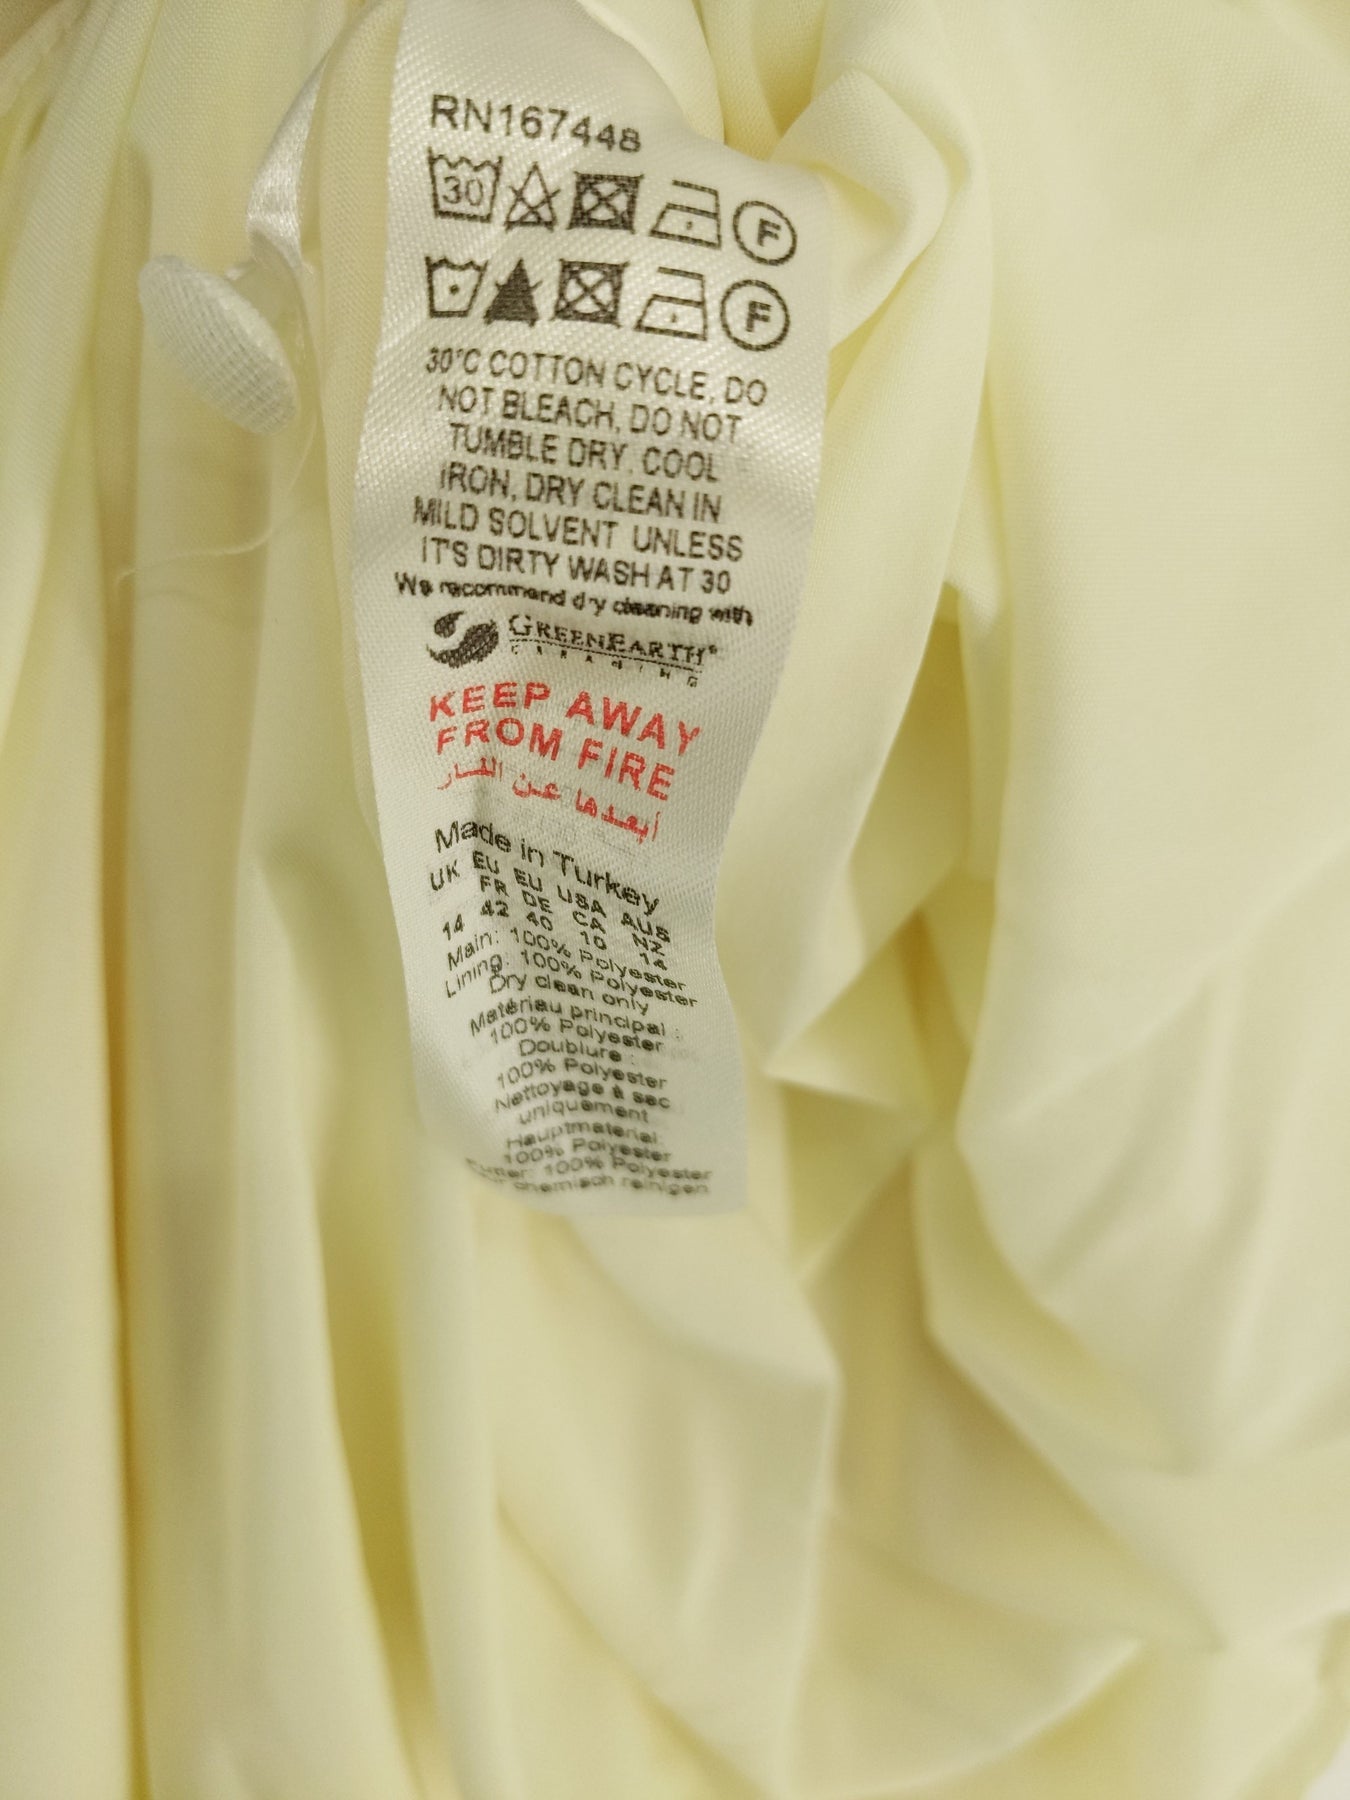 RN167448
30
F
F
30°C COTTON CYCLE, DO
NOT BLEACH, DO NOT
TUMBLE DRY, COOL
IRON, DRY CLEAN IN
MILD SOLVENT UNLESS
IT'S DIRTY WASH AT 30
We recommend dry cleaning with
GREENEARTH®
CLEANING
KEEP AWAY
FROM FIRE
أبعدها عن النار
Made in Turkey
UK EU EU USA AUS
FR DE CA NZ
14 42 40 10 14
Main: 100% Polyester
Lining: 100% Polyester
Dry clean only
Matériau principal :
100% Polyester
Doublure :
100% Polyester
Nettoyage à sec
uniquement
Hauptmaterial:
100% Polyester
100% Polyester
chemisch reinigen